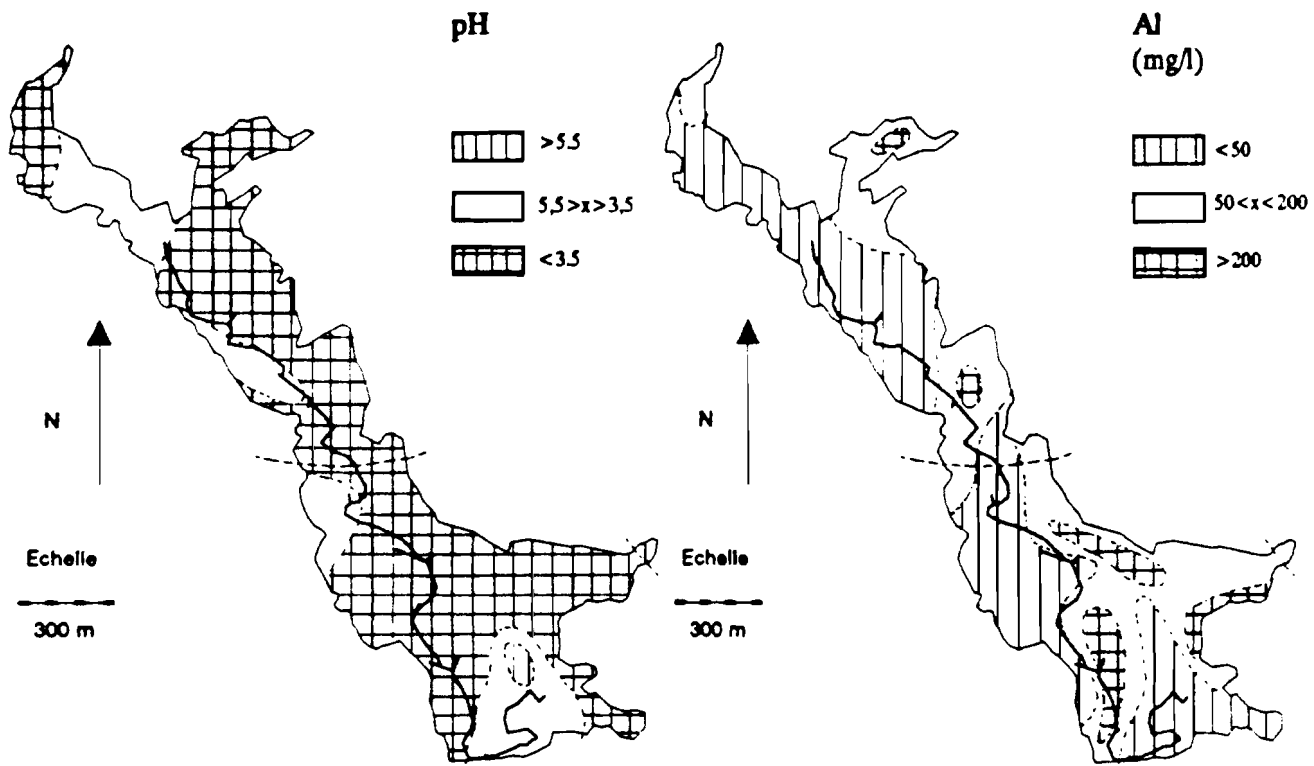 pH
>5.5
5,5>x>3,5
<3.5
N
Echelle
300 m
Al
(mg/l)
<50
50<x<200
>200
N
Echelle
300 m